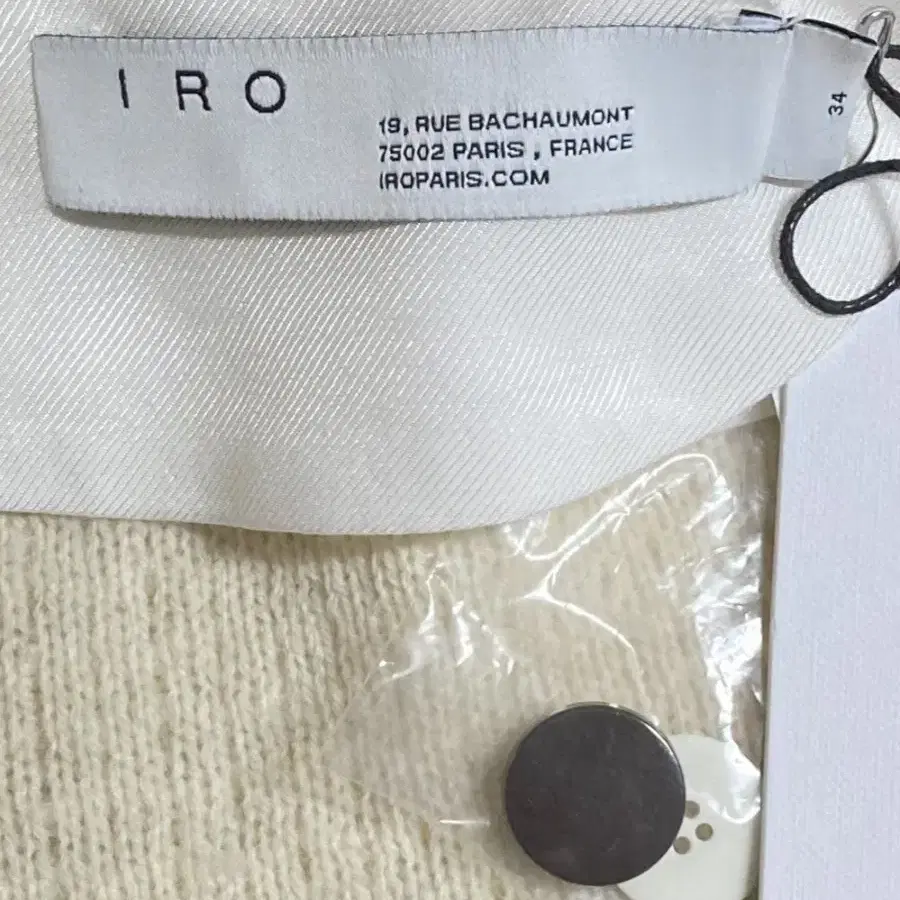 IRO
19, RUE BACHAUMONT
75002 PARIS , FRANCE
IROPARIS.COM
34